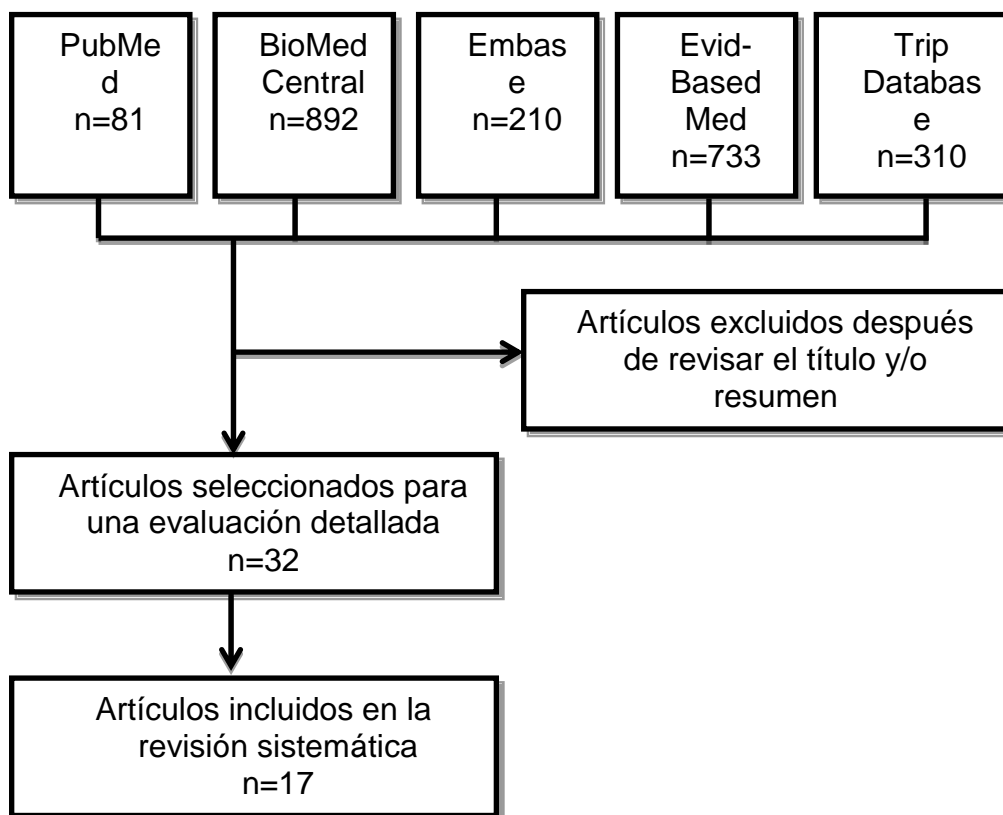 PubMe
d
n=81
BioMed
Central
n=892
Embas
e
n=210
Evid-
Based
Med
n=733
Trip
Databas
e
n=310
Artículos excluidos después
de revisar el título y/o
resumen
Artículos seleccionados para
una evaluación detallada
n=32
Artículos incluidos en la
revisión sistemática
n=17